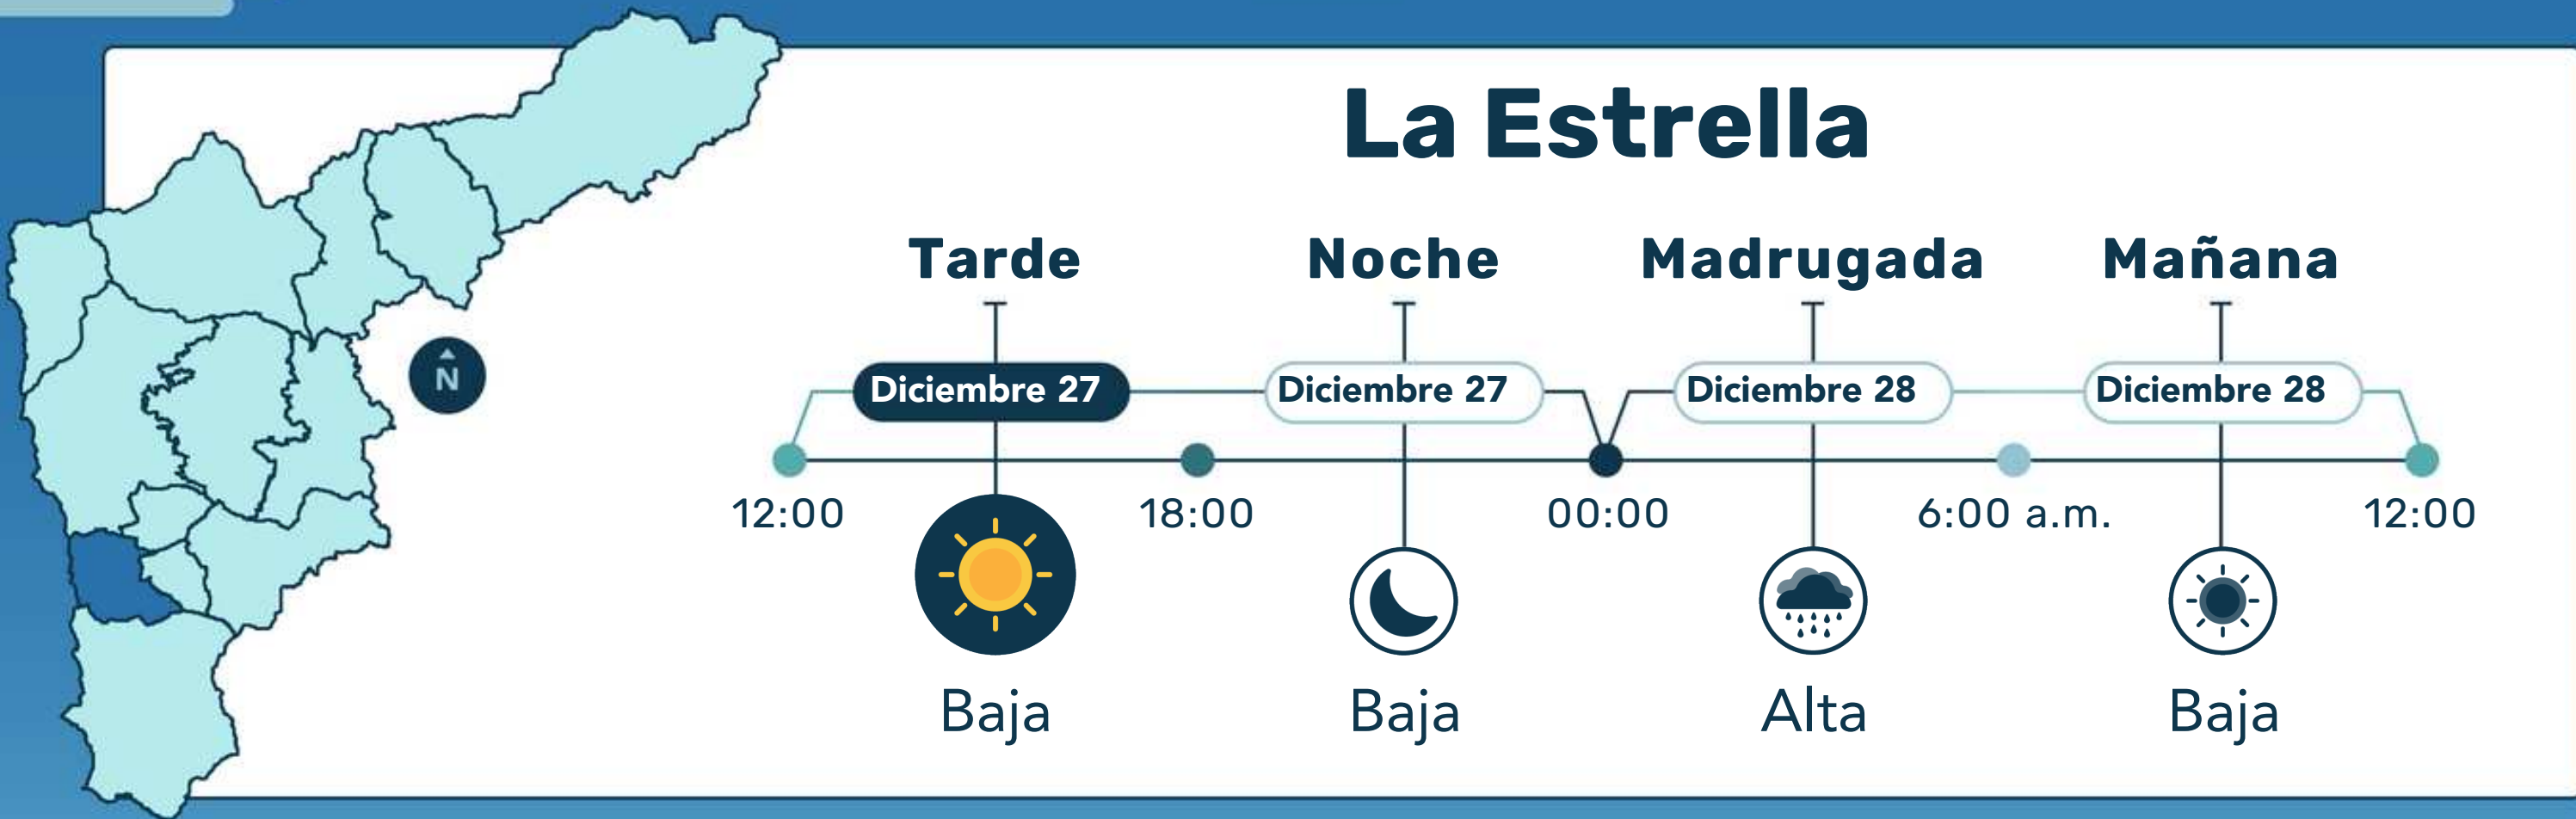 La Estrella
Tarde Noche Madrugada Mañana
Diciembre 27 Diciembre 27 Diciembre 28 Diciembre 28
N
12:00 18:00 00:00 6:00 a.m. 12:00
Baja Baja Alta Baja